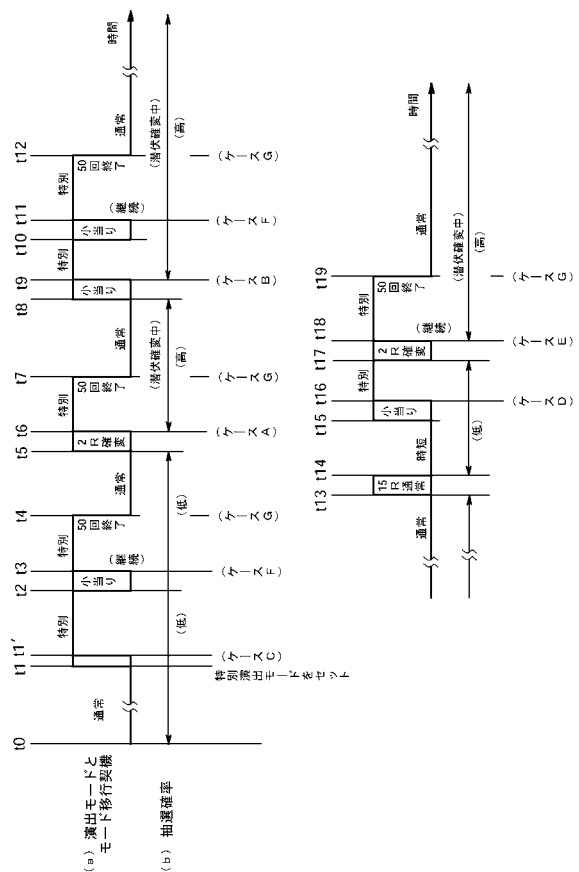 t0
t1
t1′
t2
t3
t4
t5
t6
t7
t8
t9
t10
t11
t12
(a) 演出モードと
モード移行契機
通常
特別
小当り
(継続)
特別
50回終了
通常
2R確変
特別
50回終了
通常
小当り
特別
小当り
(継続)
特別
50回終了
通常
時間
(b) 抽選確率
(低)
(低)
(潜伏確変中)
(高)
(潜伏確変中)
(高)
特別演出モードをセット
(ケースC)
(ケースF)
(ケースG)
(ケースA)
(ケースG)
(ケースB)
(ケースF)
(ケースG)
t13
t14
t15
t16
t17
t18
t19
通常
15R通常
時短
小当り
特別
2R確変
(継続)
特別
50回終了
通常
時間
(低)
(潜伏確変中)
(高)
(ケースD)
(ケースE)
(ケースG)